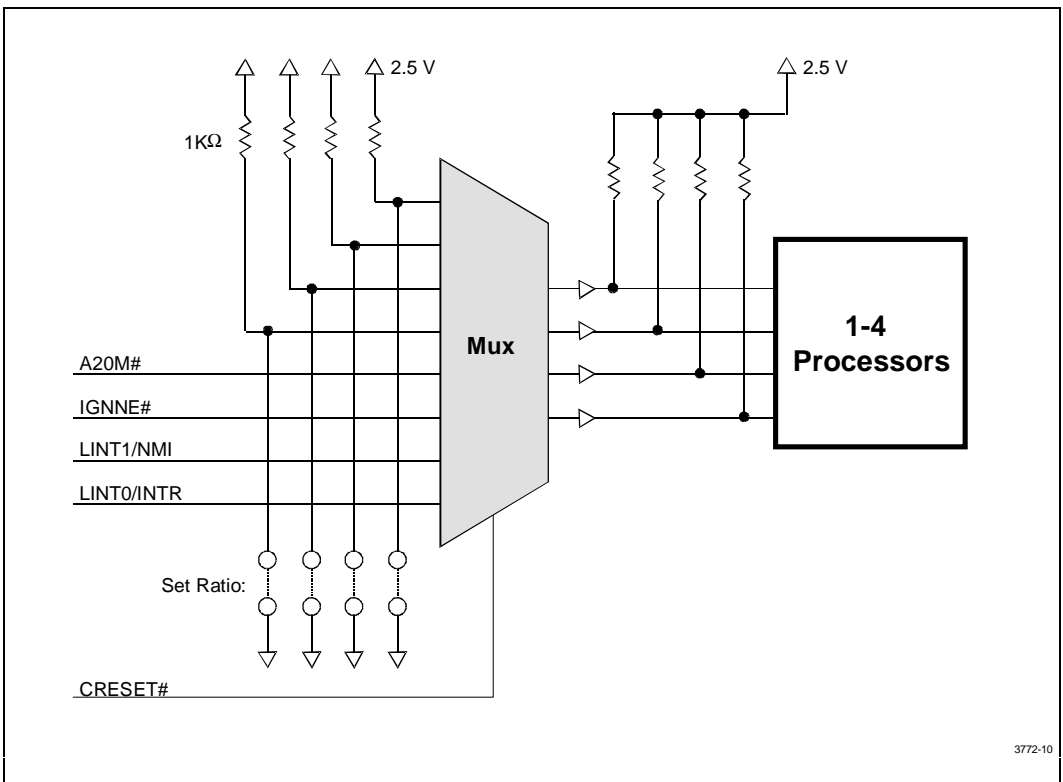 2.5 V
2.5 V
1KΩ
Mux
1-4
Processors
A20M#
IGNNE#
LINT1/NMI
LINT0/INTR
Set Ratio:
CRESET#
3772-10